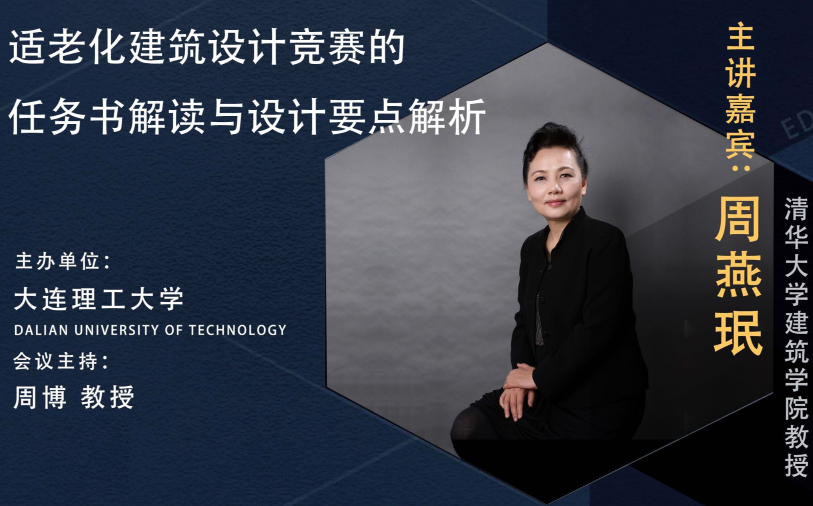 适老化建筑设计竞赛的
任务书解读与设计要点解析
主办单位：
大连理工大学
DALIAN UNIVERSITY OF TECHNOLOGY
会议主持：
周博 教授
主讲嘉宾：周燕珉
清华大学建筑学院教授